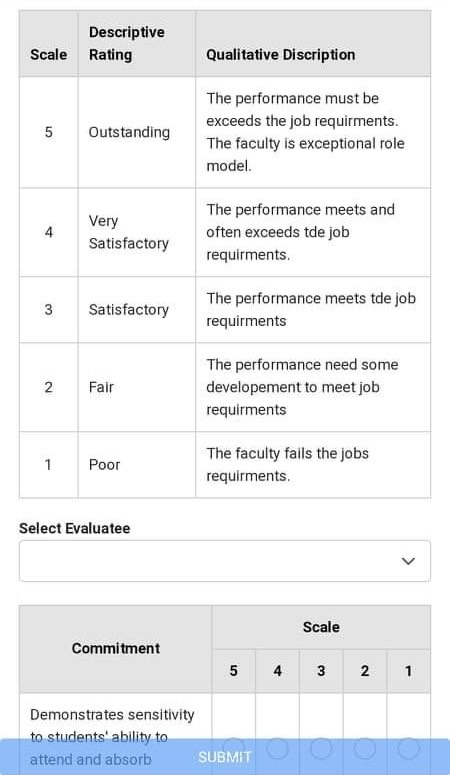 Scale
Descriptive
Rating
Qualitative Discription
5
Outstanding
The performance must be
exceeds the job requirments.
The faculty is exceptional role
model.
4
Very
Satisfactory
The performance meets and
often exceeds tde job
requirments.
3
Satisfactory
The performance meets tde job
requirments
2
Fair
The performance need some
developement to meet job
requirments
1
Poor
The faculty fails the jobs
requirments.
Select Evaluatee
Commitment
Scale
5 4 3 2 1
Demonstrates sensitivity
to students' ability to
attend and absorb
SUBMIT